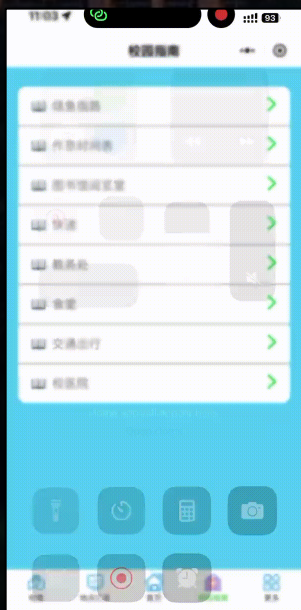 11:03
93
校园指南
信息指路
作息时间表
图书馆阅览室
快递
教务处
食堂
交通出行
校医院
首页
更多